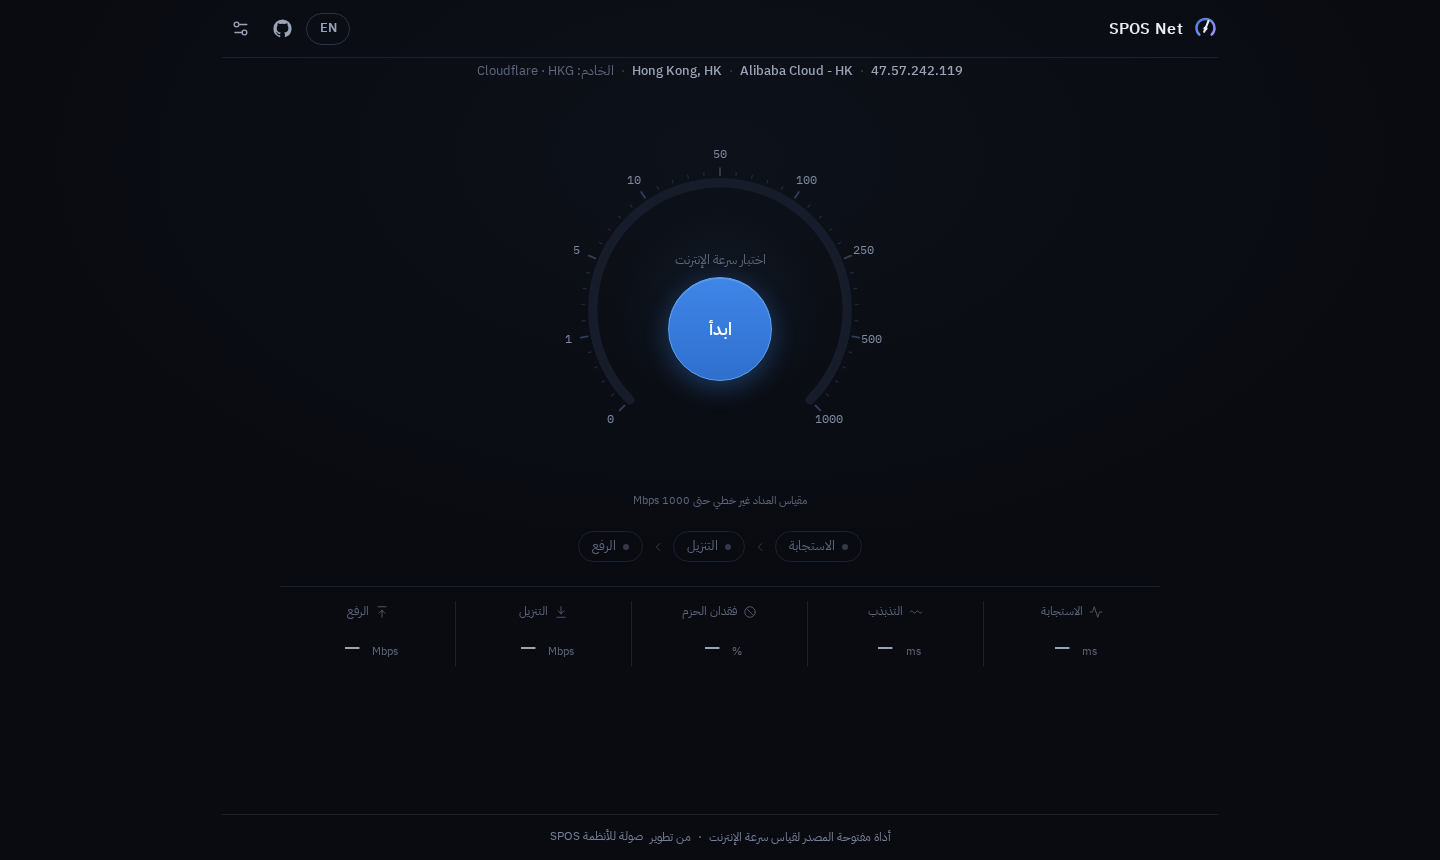 SPOS Net
EN
47.57.242.119 · Alibaba Cloud - HK · Hong Kong, HK · الخادم: Cloudflare · HKG
50
10
100
5
250
اختبار سرعة الإنترنت
ابدأ
1
500
0
1000
مقياس العداد غير خطي حتى 1000 Mbps
الاستجابة
التنزيل
الرفع
الاستجابة
— ms
التذبذب
— ms
فقدان الحزم
— %
التنزيل
— Mbps
الرفع
— Mbps
أداة مفتوحة المصدر لقياس سرعة الإنترنت · من تطوير صولة للأنظمة SPOS